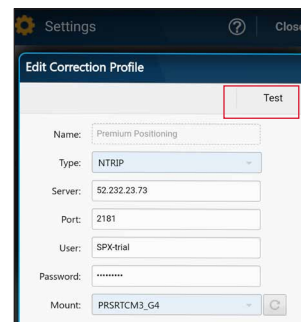 Settings
Close
Edit Correction Profile
Test
Name: Premium Positioning
Type: NTRIP
Server: 52.232.23.73
Port: 2181
User: SPX-trial
Password: •••••••••
Mount: PRSRTCM3_G4